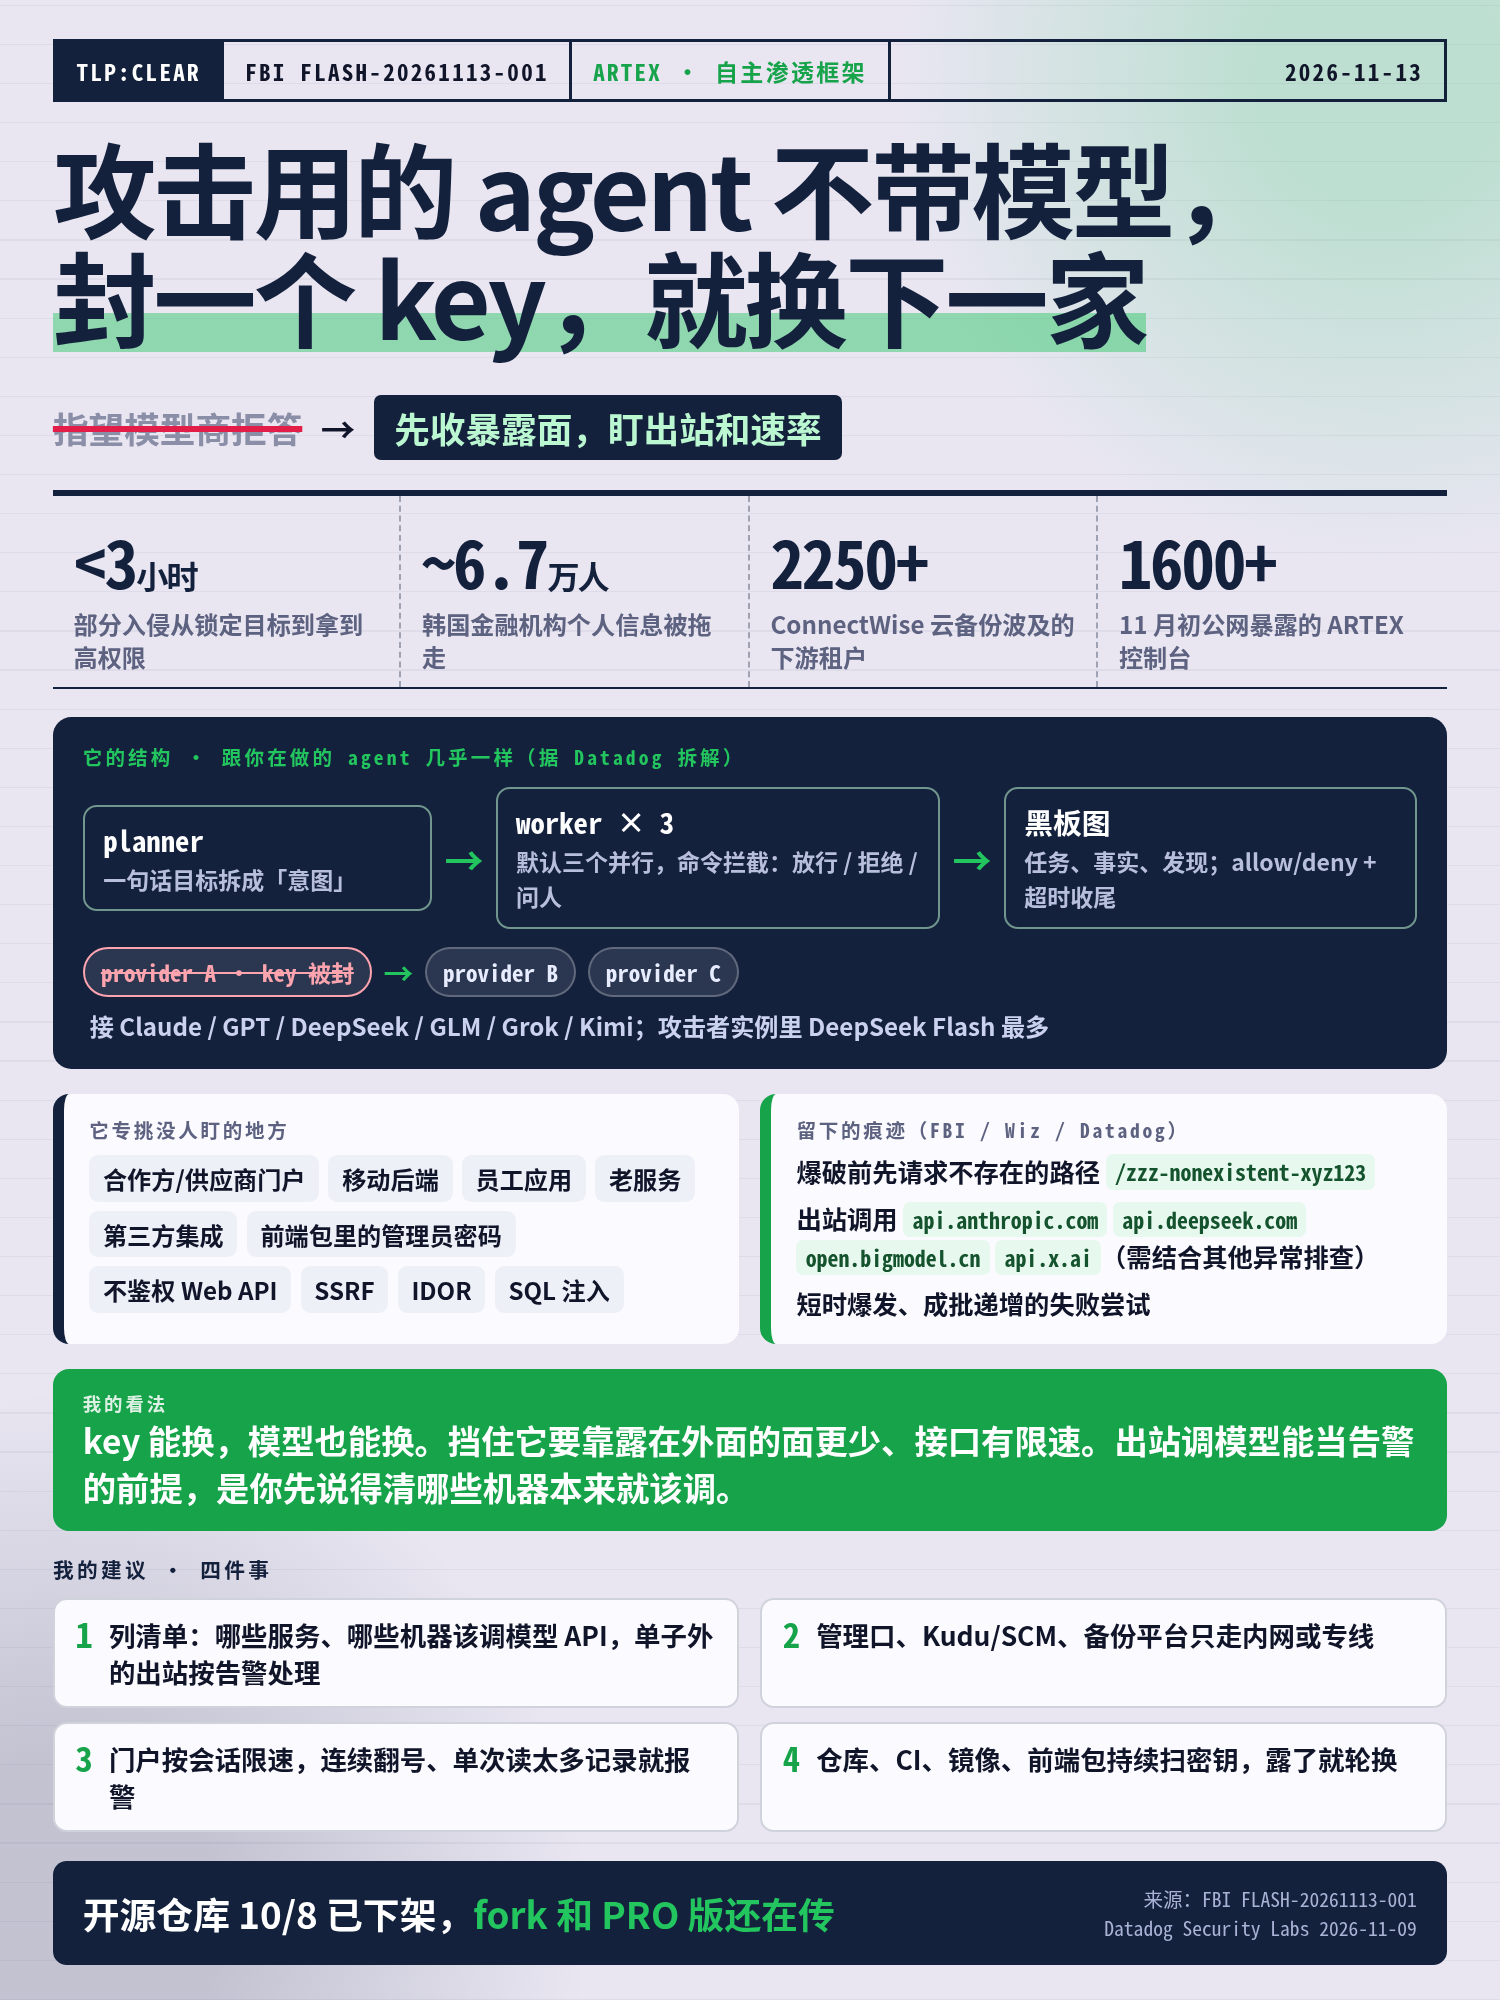 TLP:CLEAR
FBI FLASH-20261113-001
ARTEX · 自主渗透框架
2026-11-13
攻击用的 agent 不带模型，
封一个 key，就换下一家
指望模型商拒答 → 先收暴露面，盯出站和速率
<3小时
部分入侵从锁定目标到拿到
高权限
~6.7万人
韩国金融机构个人信息被拖
走
2250+
ConnectWise 云备份波及的
下游租户
1600+
11 月初公网暴露的 ARTEX
控制台
它的结构 · 跟你在做的 agent 几乎一样（据 Datadog 拆解）
planner
一句话目标拆成「意图」
→
worker × 3
默认三个并行，命令拦截：放行 / 拒绝 /
问人
→
黑板图
任务、事实、发现；allow/deny +
超时收尾
provider A · key 被封 → provider B provider C
接 Claude / GPT / DeepSeek / GLM / Grok / Kimi；攻击者实例里 DeepSeek Flash 最多
它专挑没人盯的地方
合作方/供应商门户 移动后端 员工应用 老服务
第三方集成 前端包里的管理员密码
不鉴权 Web API SSRF IDOR SQL 注入
留下的痕迹（FBI / Wiz / Datadog）
爆破前先请求不存在的路径 /zzz-nonexistent-xyz123
出站调用 api.anthropic.com api.deepseek.com
open.bigmodel.cn api.x.ai（需结合其他异常排查）
短时爆发、成批递增的失败尝试
我的看法
key 能换，模型也能换。挡住它要靠露在外面的面更少、接口有限速。出站调模型能当告警
的前提，是你先说得清哪些机器本来就该调。
我的建议 · 四件事
1 列清单：哪些服务、哪些机器该调模型 API，单子外
的出站按告警处理
2 管理口、Kudu/SCM、备份平台只走内网或专线
3 门户按会话限速，连续翻号、单次读太多记录就报
警
4 仓库、CI、镜像、前端包持续扫密钥，露了就轮换
开源仓库 10/8 已下架，fork 和 PRO 版还在传
来源：FBI FLASH-20261113-001
Datadog Security Labs 2026-11-09